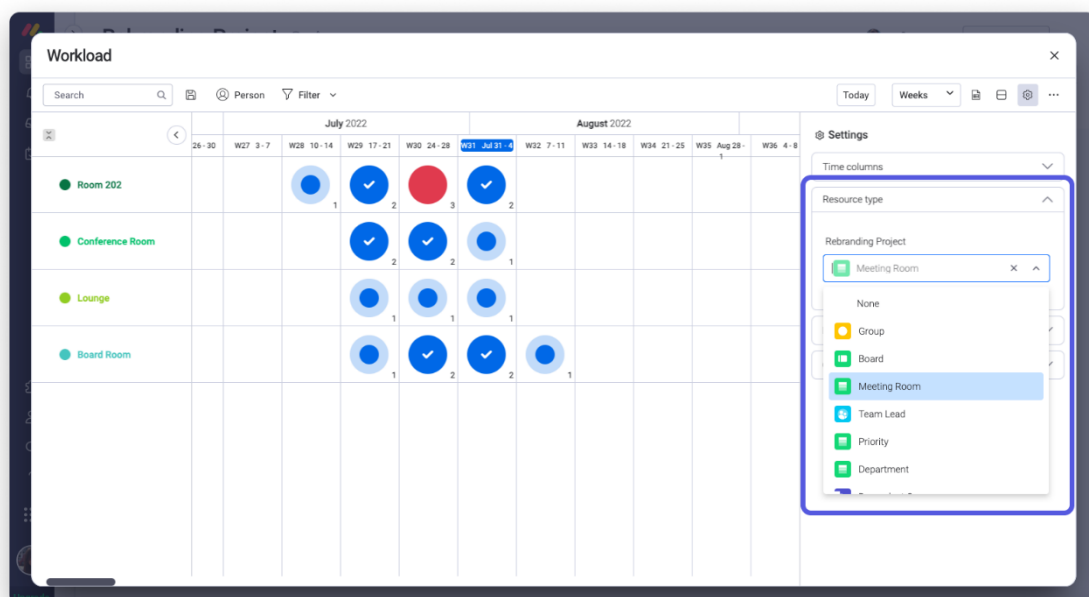 Workload
Search
Person
Filter
Today
Weeks
July 2022
August 2022
26 - 30
W27 3 - 7
W28 10 - 14
W29 17 - 21
W30 24 - 28
W31 Jul 31 - 4
W32 7 - 11
W33 14 - 18
W34 21 - 25
W35 Aug 28 - 1
W36 4 - 8
Room 202
1
2
3
2
Conference Room
2
2
1
Lounge
1
1
1
Board Room
1
2
2
1
Settings
Time columns
Resource type
Rebranding Project
Meeting Room
None
Group
Board
Meeting Room
Team Lead
Priority
Department